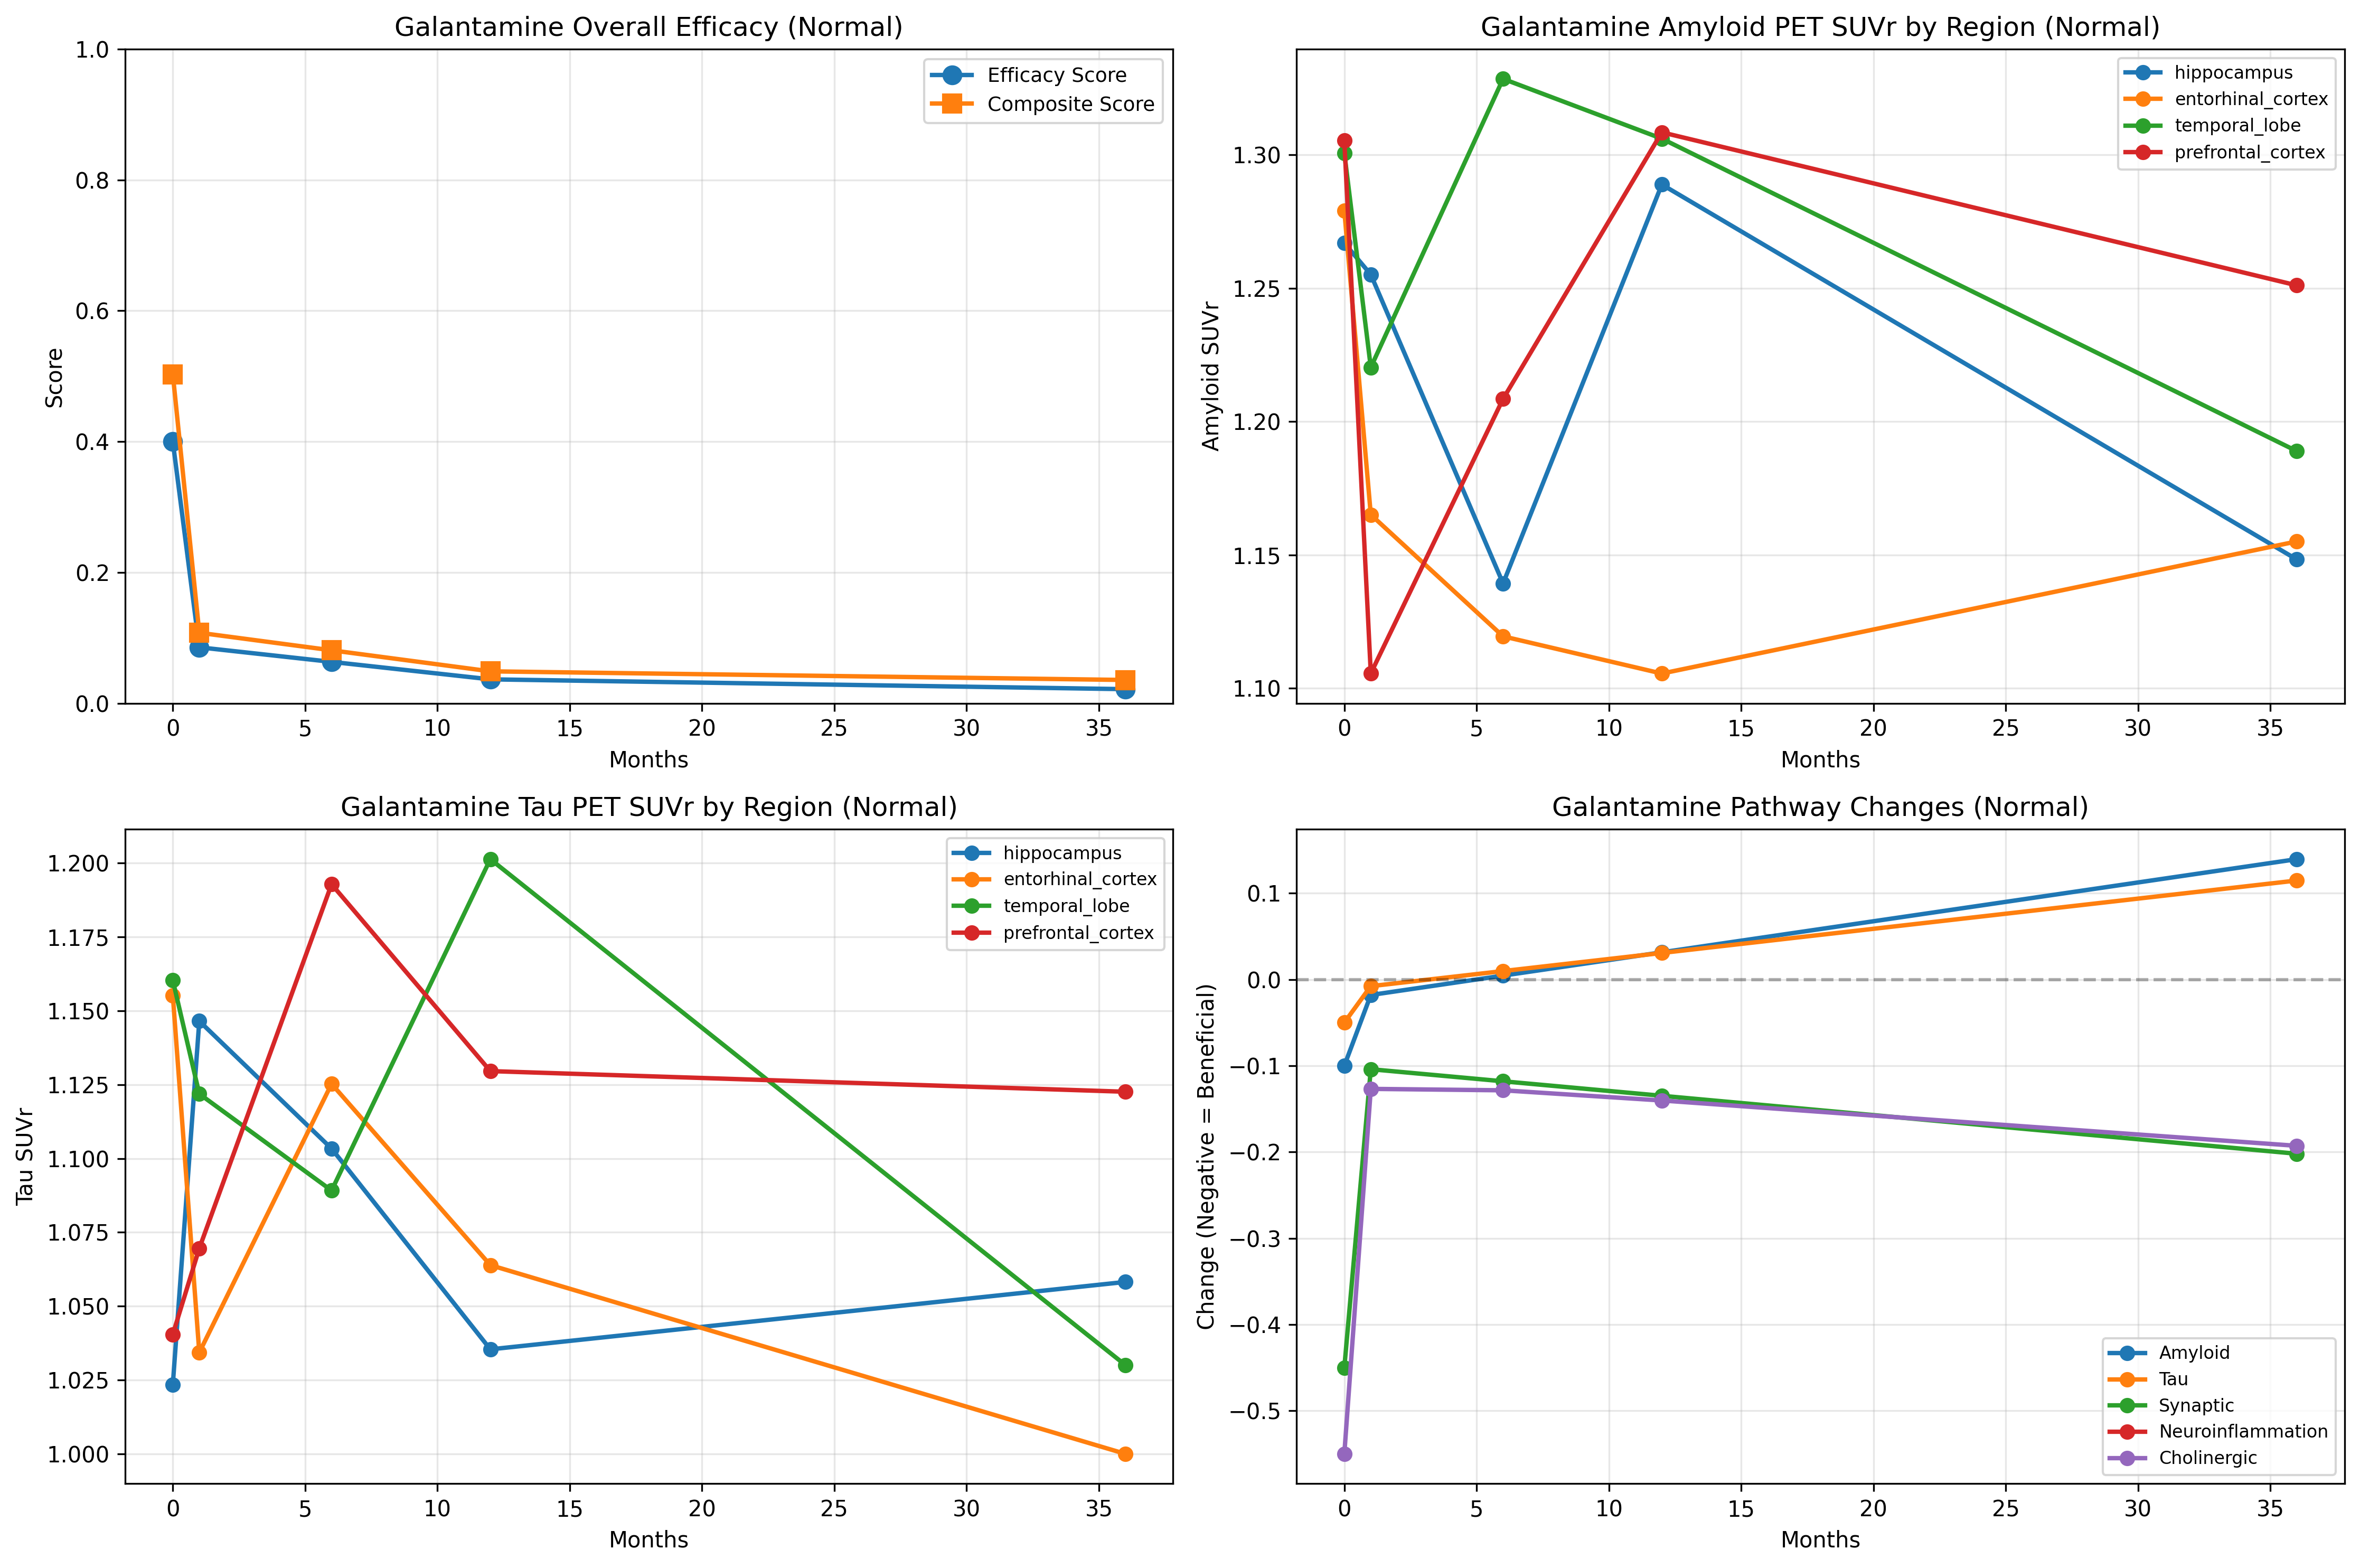 Galantamine Overall Efficacy (Normal)
1.0
0.8
0.6
0.4
0.2
0.0
Score
Efficacy Score
Composite Score
0 5 10 15 20 25 30 35
Months
Galantamine Amyloid PET SUVr by Region (Normal)
1.30
1.25
1.20
1.15
1.10
Amyloid SUVr
hippocampus
entorhinal_cortex
temporal_lobe
prefrontal_cortex
0 5 10 15 20 25 30 35
Months
Galantamine Tau PET SUVr by Region (Normal)
1.200
1.175
1.150
1.125
1.100
1.075
1.050
1.025
1.000
Tau SUVr
hippocampus
entorhinal_cortex
temporal_lobe
prefrontal_cortex
0 5 10 15 20 25 30 35
Months
Galantamine Pathway Changes (Normal)
0.1
0.0
−0.1
−0.2
−0.3
−0.4
−0.5
Change (Negative = Beneficial)
Amyloid
Tau
Synaptic
Neuroinflammation
Cholinergic
0 5 10 15 20 25 30 35
Months